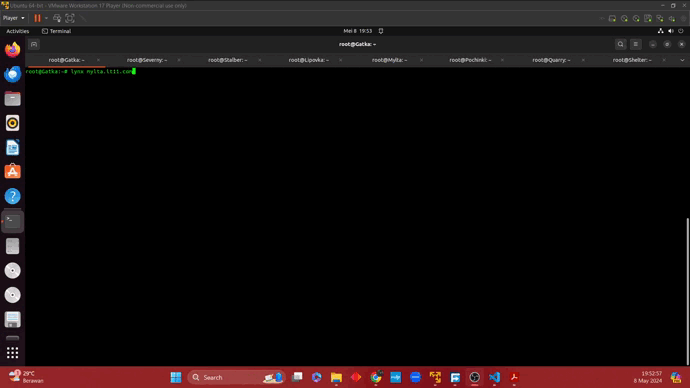 Ubuntu 64-bit - VMware Workstation 17 Player (Non-commercial use only)
Player
Activities
Terminal
Mei 8 19:53
root@Gatka: ~
root@Gatka: ~
root@Severny: ~
root@Stalber: ~
root@Lipovka: ~
root@Mylta: ~
root@Pochinki: ~
root@Quarry: ~
root@Shelter: ~
root@Gatka:~# lynx mylta.it11.com
29°C
Berawan
Search
19:52:57
8 May 2024